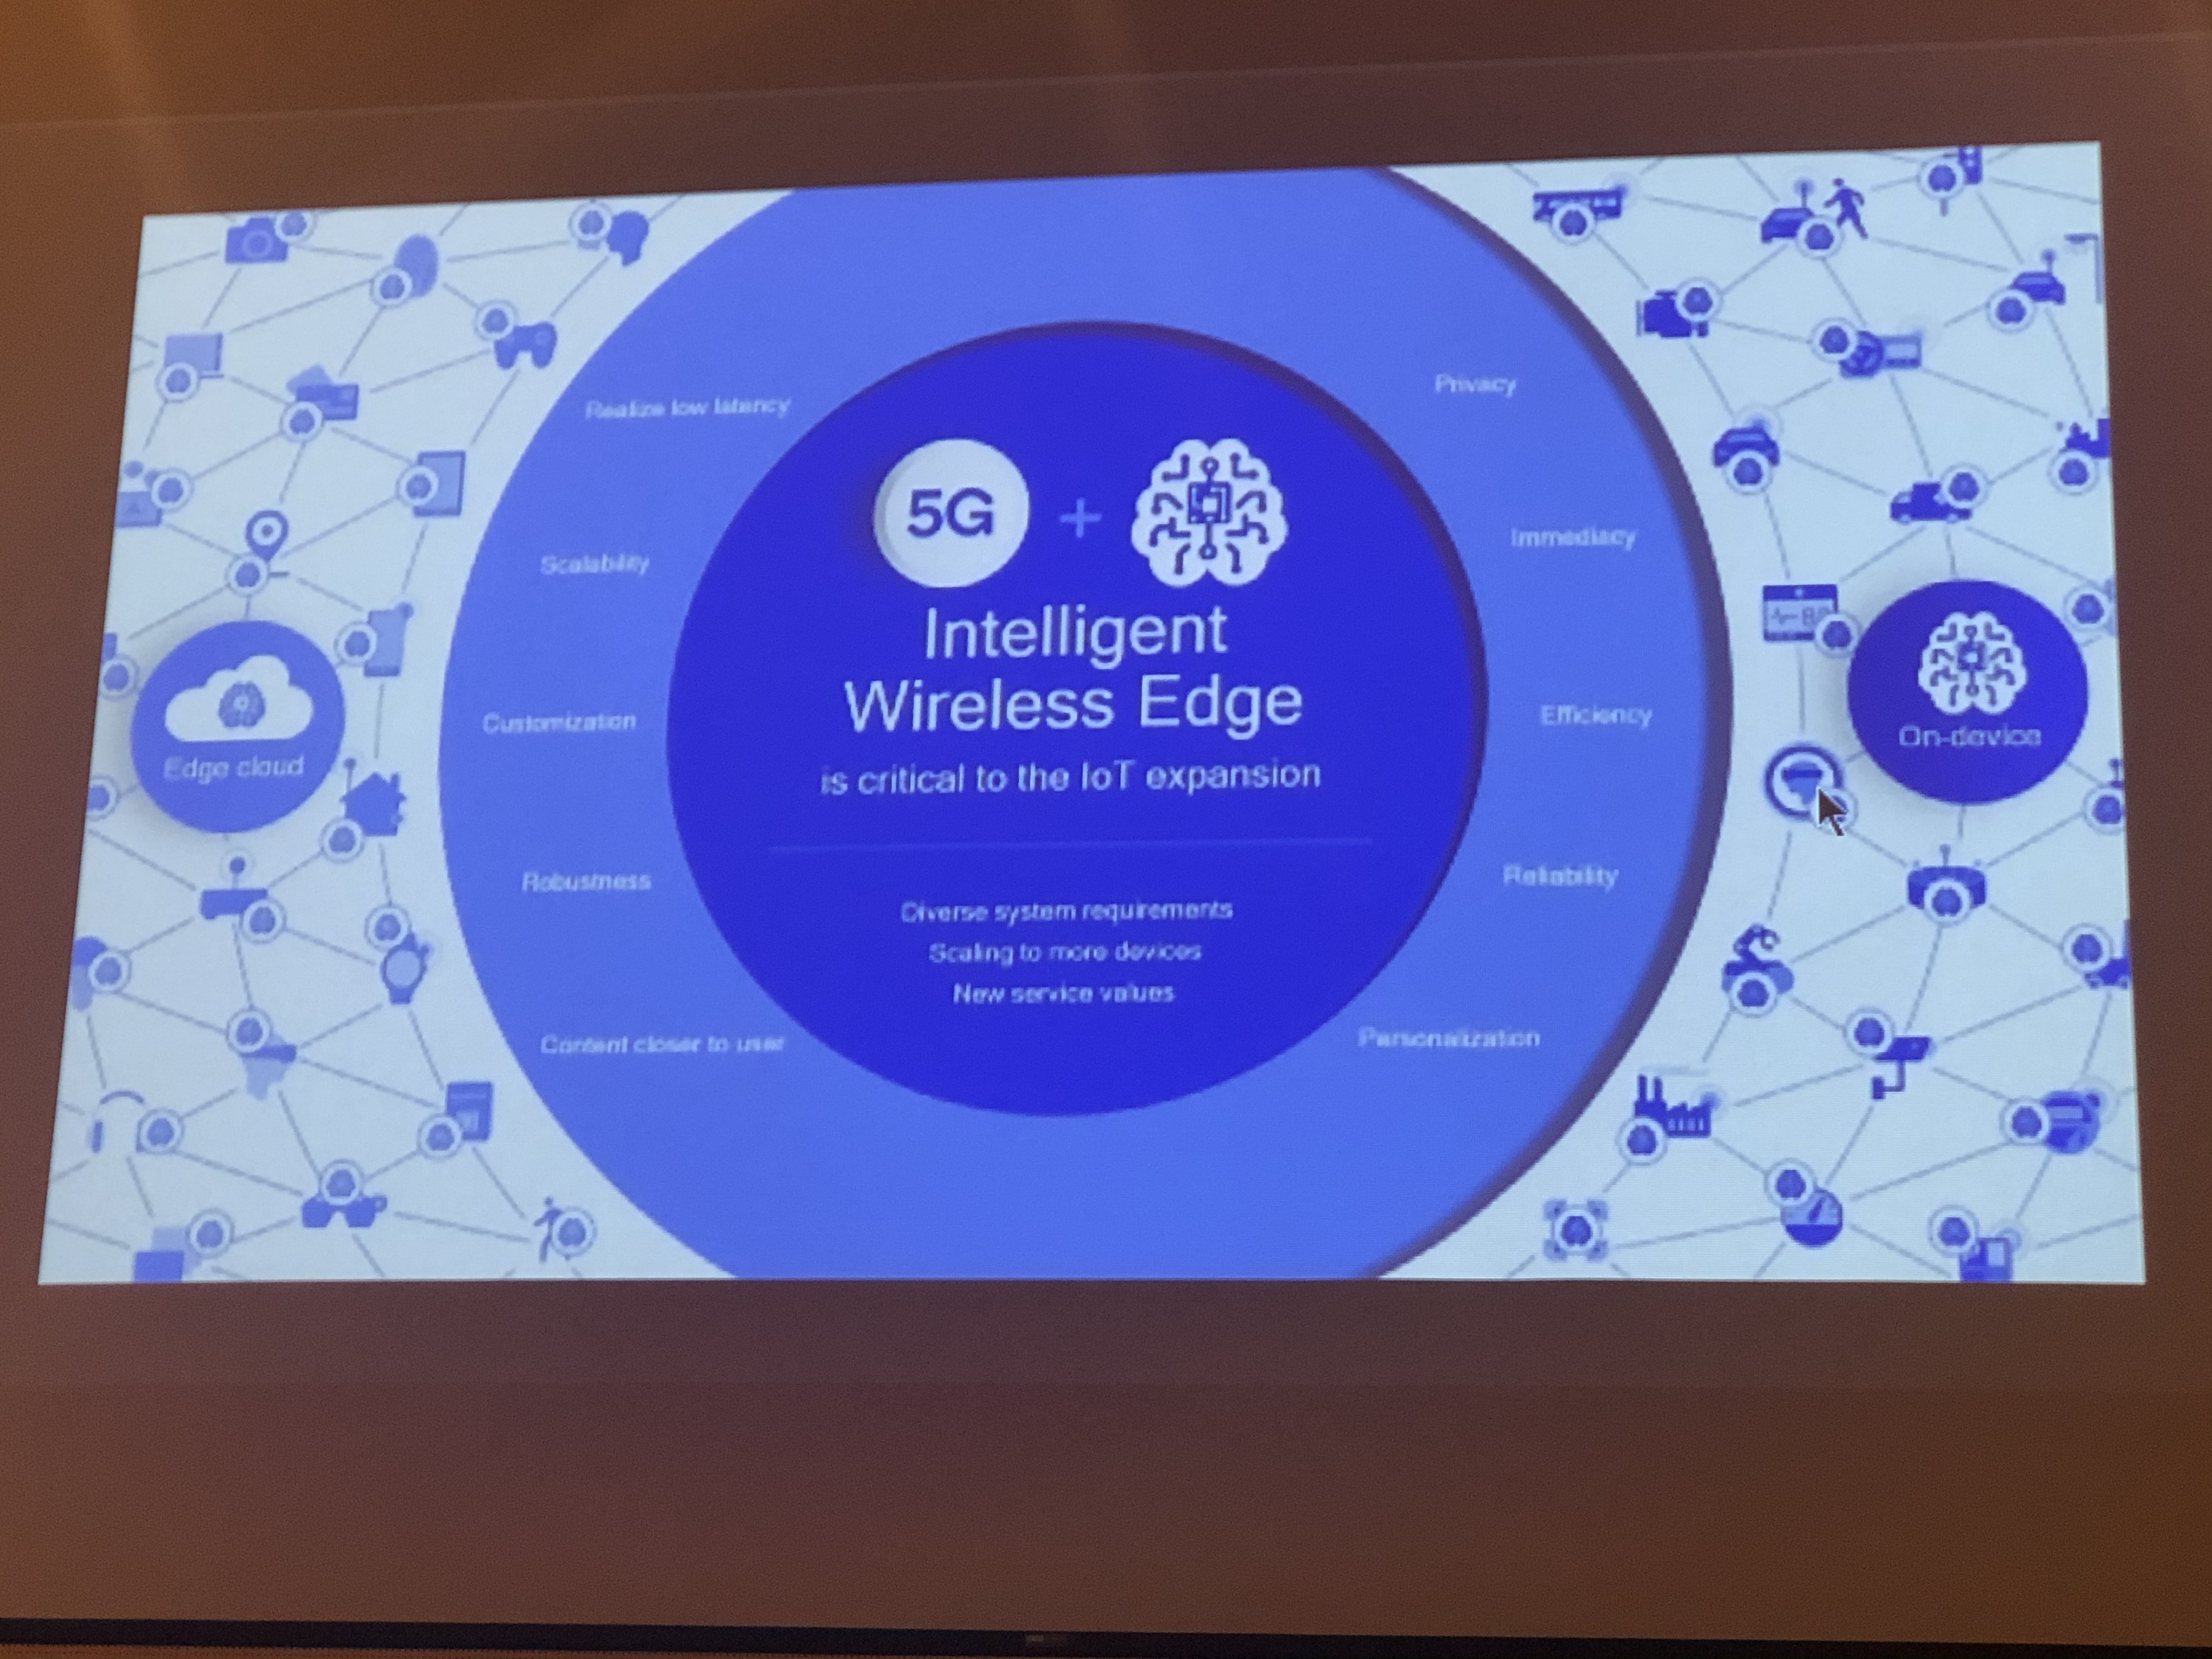 5G +
Intelligent
Wireless Edge
is critical to the IoT expansion
Diverse system requirements
Scaling to more devices
New service values
Realize low latency
Scalability
Customization
Robustness
Content closer to user
Privacy
Immediacy
Efficiency
Reliability
Personalization
Edge cloud
On-device